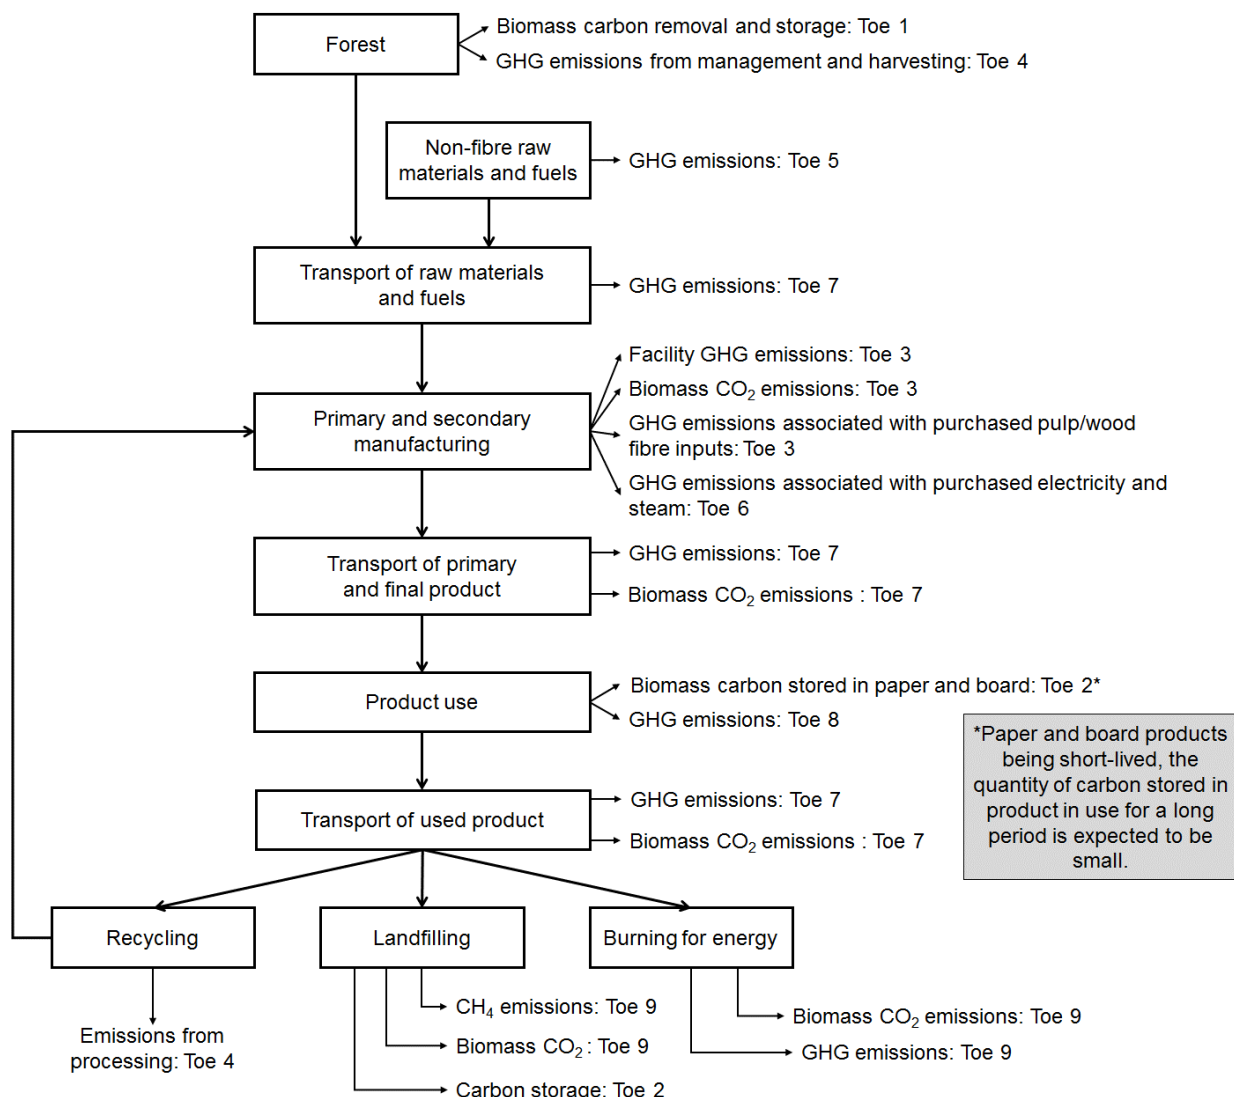 Biomass carbon removal and storage: Toe 1
Forest
GHG emissions from management and harvesting: Toe 4
Non-fibre raw
materials and fuels
GHG emissions: Toe 5
Transport of raw materials
and fuels
GHG emissions: Toe 7
Facility GHG emissions: Toe 3
Biomass CO₂ emissions: Toe 3
Primary and secondary
manufacturing
GHG emissions associated with purchased pulp/wood
fibre inputs: Toe 3
GHG emissions associated with purchased electricity and
steam: Toe 6
Transport of primary
and final product
GHG emissions: Toe 7
Biomass CO₂ emissions : Toe 7
Product use
Biomass carbon stored in paper and board: Toe 2*
GHG emissions: Toe 8
*Paper and board products
being short-lived, the
quantity of carbon stored in
product in use for a long
period is expected to be
small.
Transport of used product
GHG emissions: Toe 7
Biomass CO₂ emissions : Toe 7
Recycling
Landfilling
Burning for energy
Emissions from
processing: Toe 4
CH₄ emissions: Toe 9
Biomass CO₂ : Toe 9
Carbon storage: Toe 2
Biomass CO₂ emissions: Toe 9
GHG emissions: Toe 9